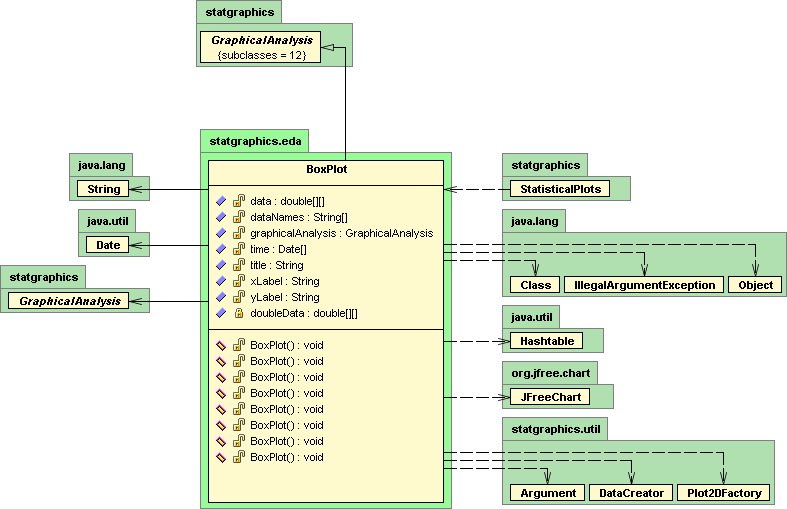 statgraphics
GraphicalAnalysis
{subclasses = 12}
statgraphics.eda
BoxPlot
data : double[][]
dataNames : String[]
graphicalAnalysis : GraphicalAnalysis
time : Date[]
title : String
xLabel : String
yLabel : String
doubleData : double[][]
BoxPlot() : void
BoxPlot() : void
BoxPlot() : void
BoxPlot() : void
BoxPlot() : void
BoxPlot() : void
BoxPlot() : void
BoxPlot() : void
java.lang
String
java.util
Date
statgraphics
GraphicalAnalysis
statgraphics
StatisticalPlots
java.lang
Class IllegalArgumentException Object
java.util
Hashtable
org.jfree.chart
JFreeChart
statgraphics.util
Argument DataCreator Plot2DFactory